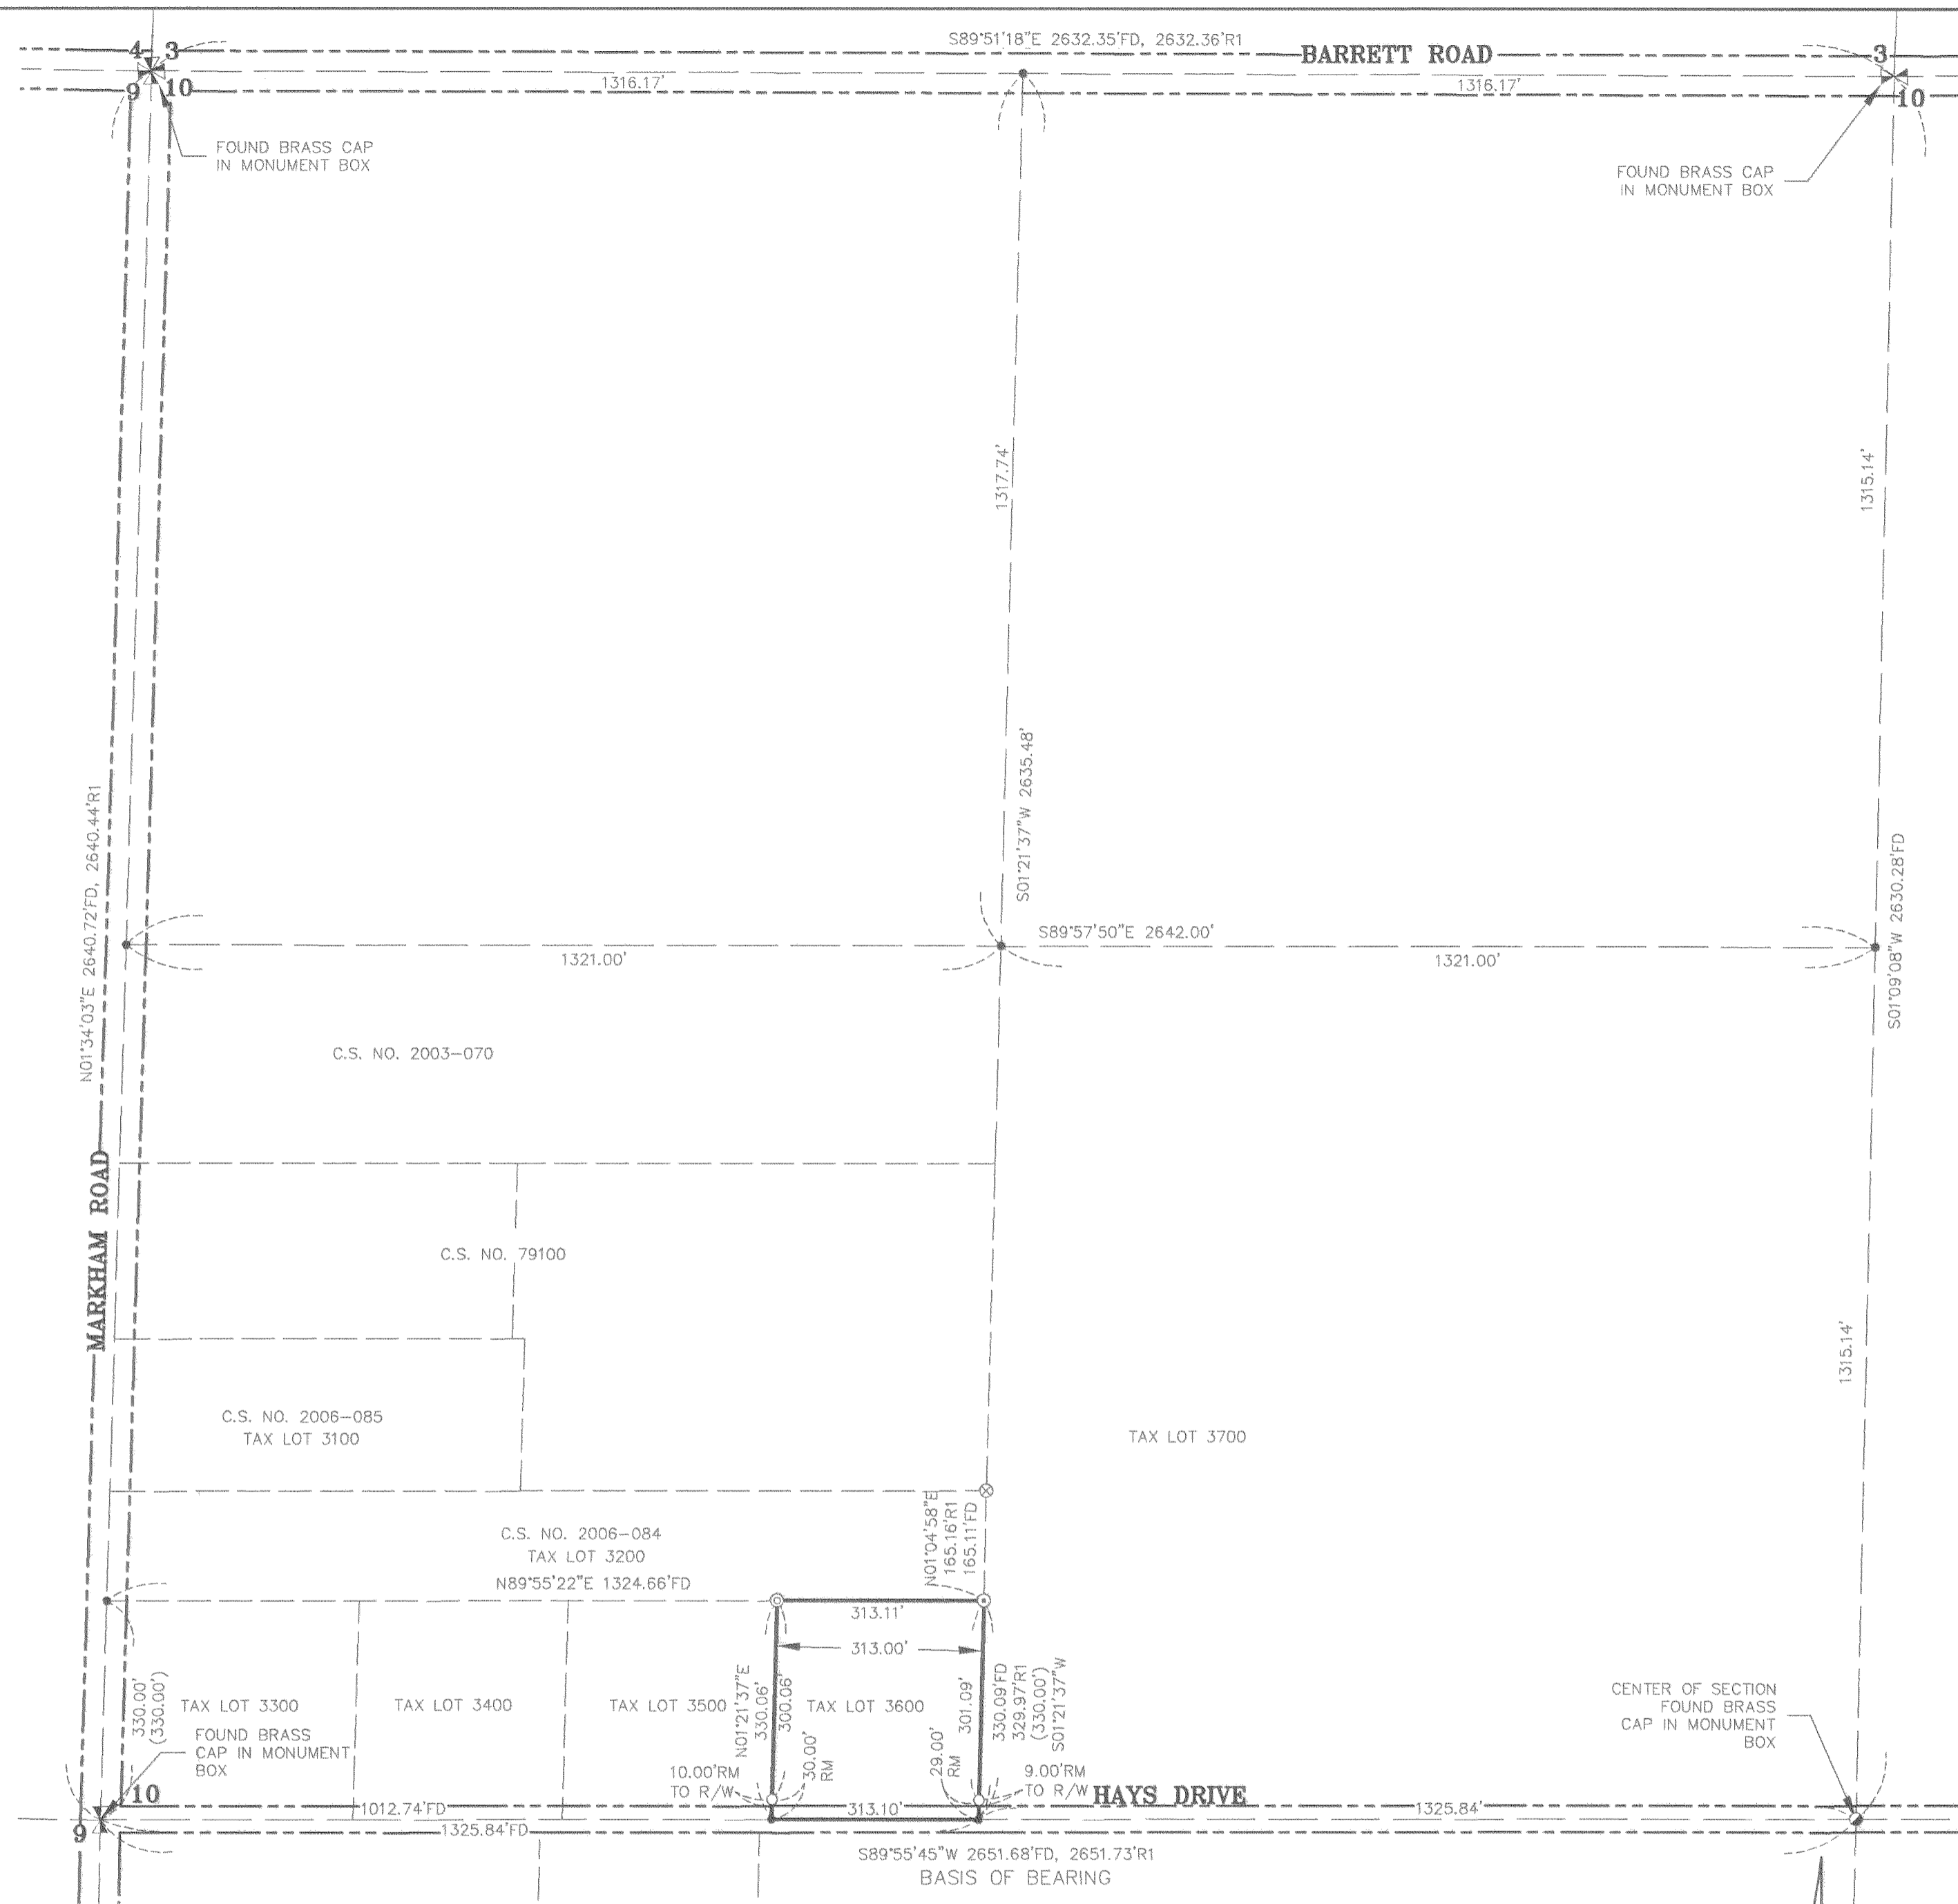 S89°51'18"E 2632.35'FD, 2632.36'R1
BARRETT ROAD
4 3
3
1316.17'
1316.17'
9 10
10
FOUND BRASS CAP
IN MONUMENT BOX
FOUND BRASS CAP
IN MONUMENT BOX
1317.74'
1315.14'
S01°21'37"W 2635.48'
N01°34'03"E 2640.72'FD, 2640.44'R1
S01°09'08"W 2630.28'FD
S89°57'50"E 2642.00'
1321.00'
1321.00'
C.S. NO. 2003-070
MARKHAM ROAD
C.S. NO. 79100
1315.14'
C.S. NO. 2006-085
TAX LOT 3100
TAX LOT 3700
N01°04'58"E
165.16'R1
165.11'FD
C.S. NO. 2006-084
TAX LOT 3200
N89°55'22"E 1324.66'FD
313.11'
313.00'
330.00'
(330.00')
TAX LOT 3300
TAX LOT 3400
TAX LOT 3500
N01°21'37"E
330.06'
300.06'
TAX LOT 3600
301.09'
330.09'FD
329.97'R1
(330.00')
S01°21'37"W
CENTER OF SECTION
FOUND BRASS
CAP IN MONUMENT
BOX
FOUND BRASS
CAP IN MONUMENT
BOX
10.00'RM
TO R/W
30.00'
RM
29.00'
RM
9.00'RM
TO R/W
HAYS DRIVE
10
1012.74'FD
313.10'
1325.84'
9
1325.84'FD
S89°55'45"W 2651.68'FD, 2651.73'R1
BASIS OF BEARING